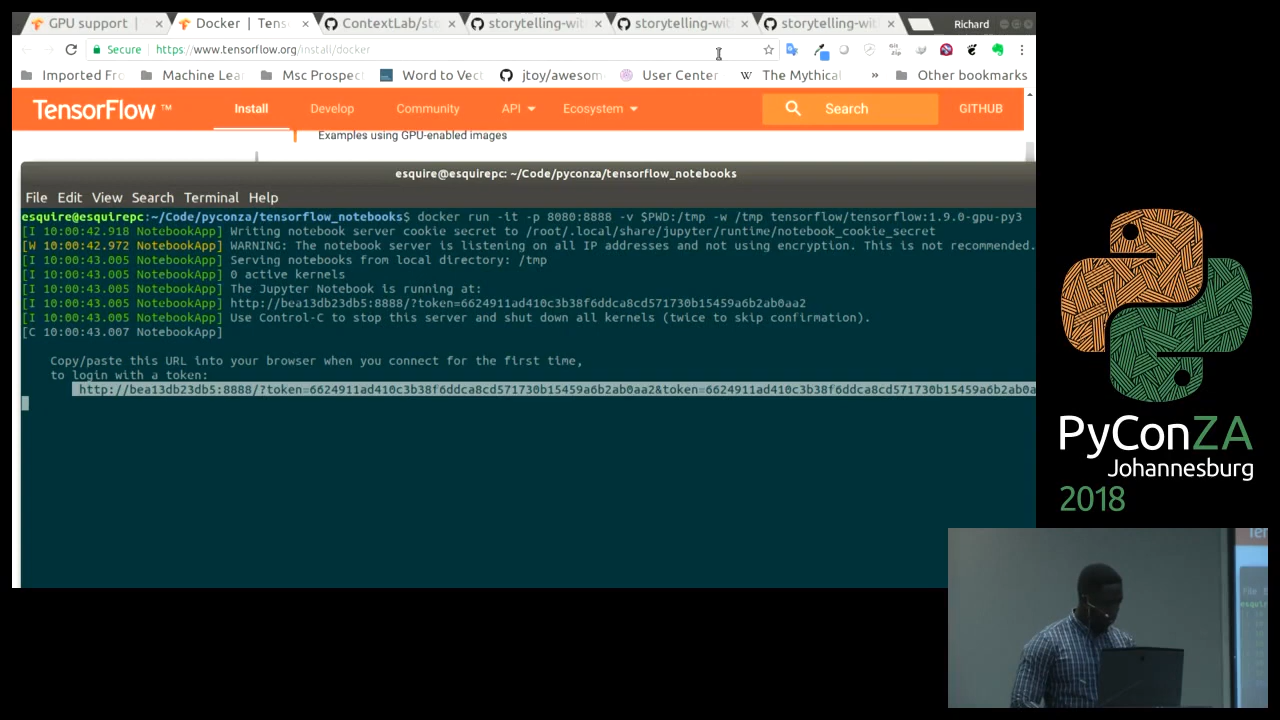 GPU support |
Docker | Tens
ContextLab/sto
storytelling-wit
storytelling-wit
storytelling-wit
Richard
Secure
https://www.tensorflow.org/install/docker
Imported Fro
Machine Lear
Msc Prospect
Word to Vect
jtoy/awesom
User Center
The Mythical
»
Other bookmarks
TensorFlow ™
Install
Develop
Community
API
Ecosystem
Search
GITHUB
Examples using GPU-enabled images
esquire@esquirepc: ~/Code/pyconza/tensorflow_notebooks
File Edit View Search Terminal Help
esquire@esquirepc:~/Code/pyconza/tensorflow_notebooks$ docker run -it -p 8080:8888 -v $PWD:/tmp -w /tmp tensorflow/tensorflow:1.9.0-gpu-py3
[I 10:00:42.918 NotebookApp] Writing notebook server cookie secret to /root/.local/share/jupyter/runtime/notebook_cookie_secret
[W 10:00:42.972 NotebookApp] WARNING: The notebook server is listening on all IP addresses and not using encryption. This is not recommended.
[I 10:00:43.005 NotebookApp] Serving notebooks from local directory: /tmp
[I 10:00:43.005 NotebookApp] 0 active kernels
[I 10:00:43.005 NotebookApp] The Jupyter Notebook is running at:
[I 10:00:43.005 NotebookApp] http://bea13db23db5:8888/?token=6624911ad410c3b38f6ddca8cd571730b15459a6b2ab0aa2
[I 10:00:43.005 NotebookApp] Use Control-C to stop this server and shut down all kernels (twice to skip confirmation).
[C 10:00:43.007 NotebookApp]
Copy/paste this URL into your browser when you connect for the first time,
to login with a token:
http://bea13db23db5:8888/?token=6624911ad410c3b38f6ddca8cd571730b15459a6b2ab0aa2&token=6624911ad410c3b38f6ddca8cd571730b15459a6b2ab0a
PyConZA
Johannesburg
2018